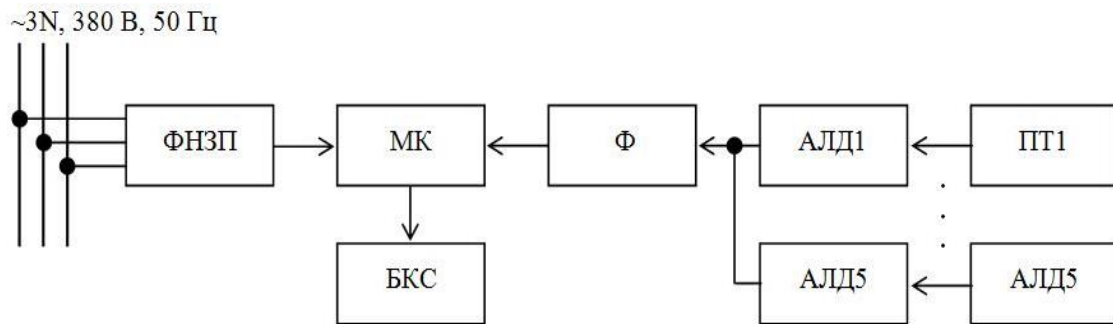 ~3N, 380 В, 50 Гц
ФНЗП МК Ф АЛД1 ПТ1
БКС АЛД5 АЛД5